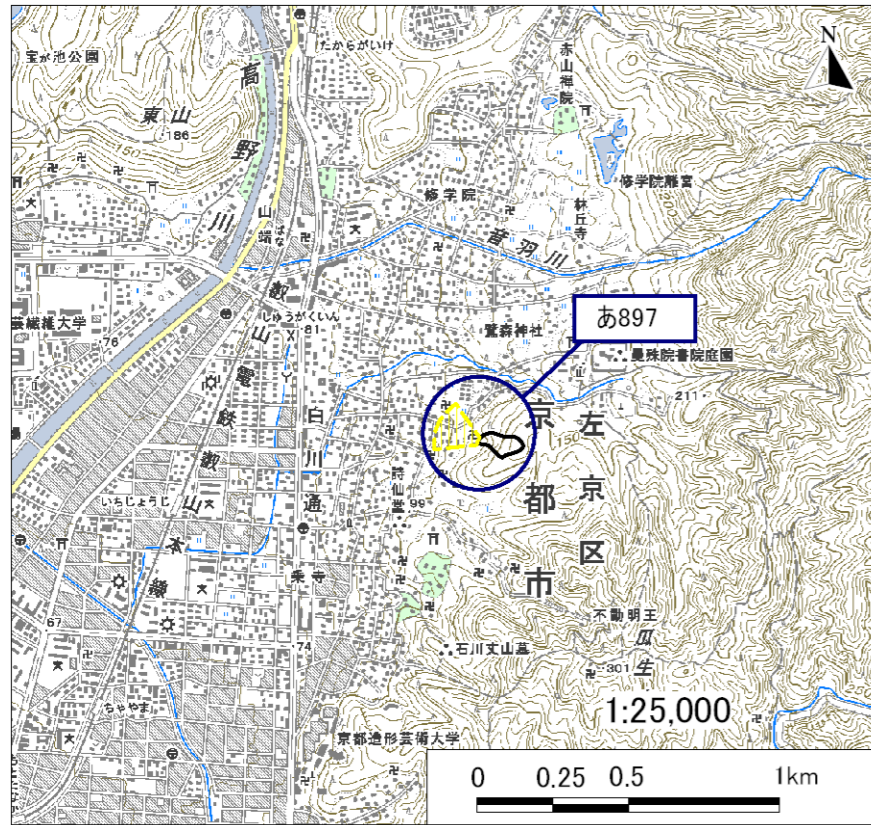 宝が池公園
たからがいけ
赤山禅院
N
高野川
東山
・186
150
100
修学院離宮
修学院
林丘寺
山端
ばな
音羽川
芸繊維大学
・76
しゅうがくいん
・81
叡山電鉄叡山本線
鷺森神社
あ897
曼殊院書院庭園
211・
150
白川通
詩仙堂
99
京都市
左京区
いちじょうじ
一乗寺
不動明王
瓜生
石川丈山墓
・301
67
・74
1:25,000
ちゃやま
京都造形芸術大学
0 0.25 0.5 1km